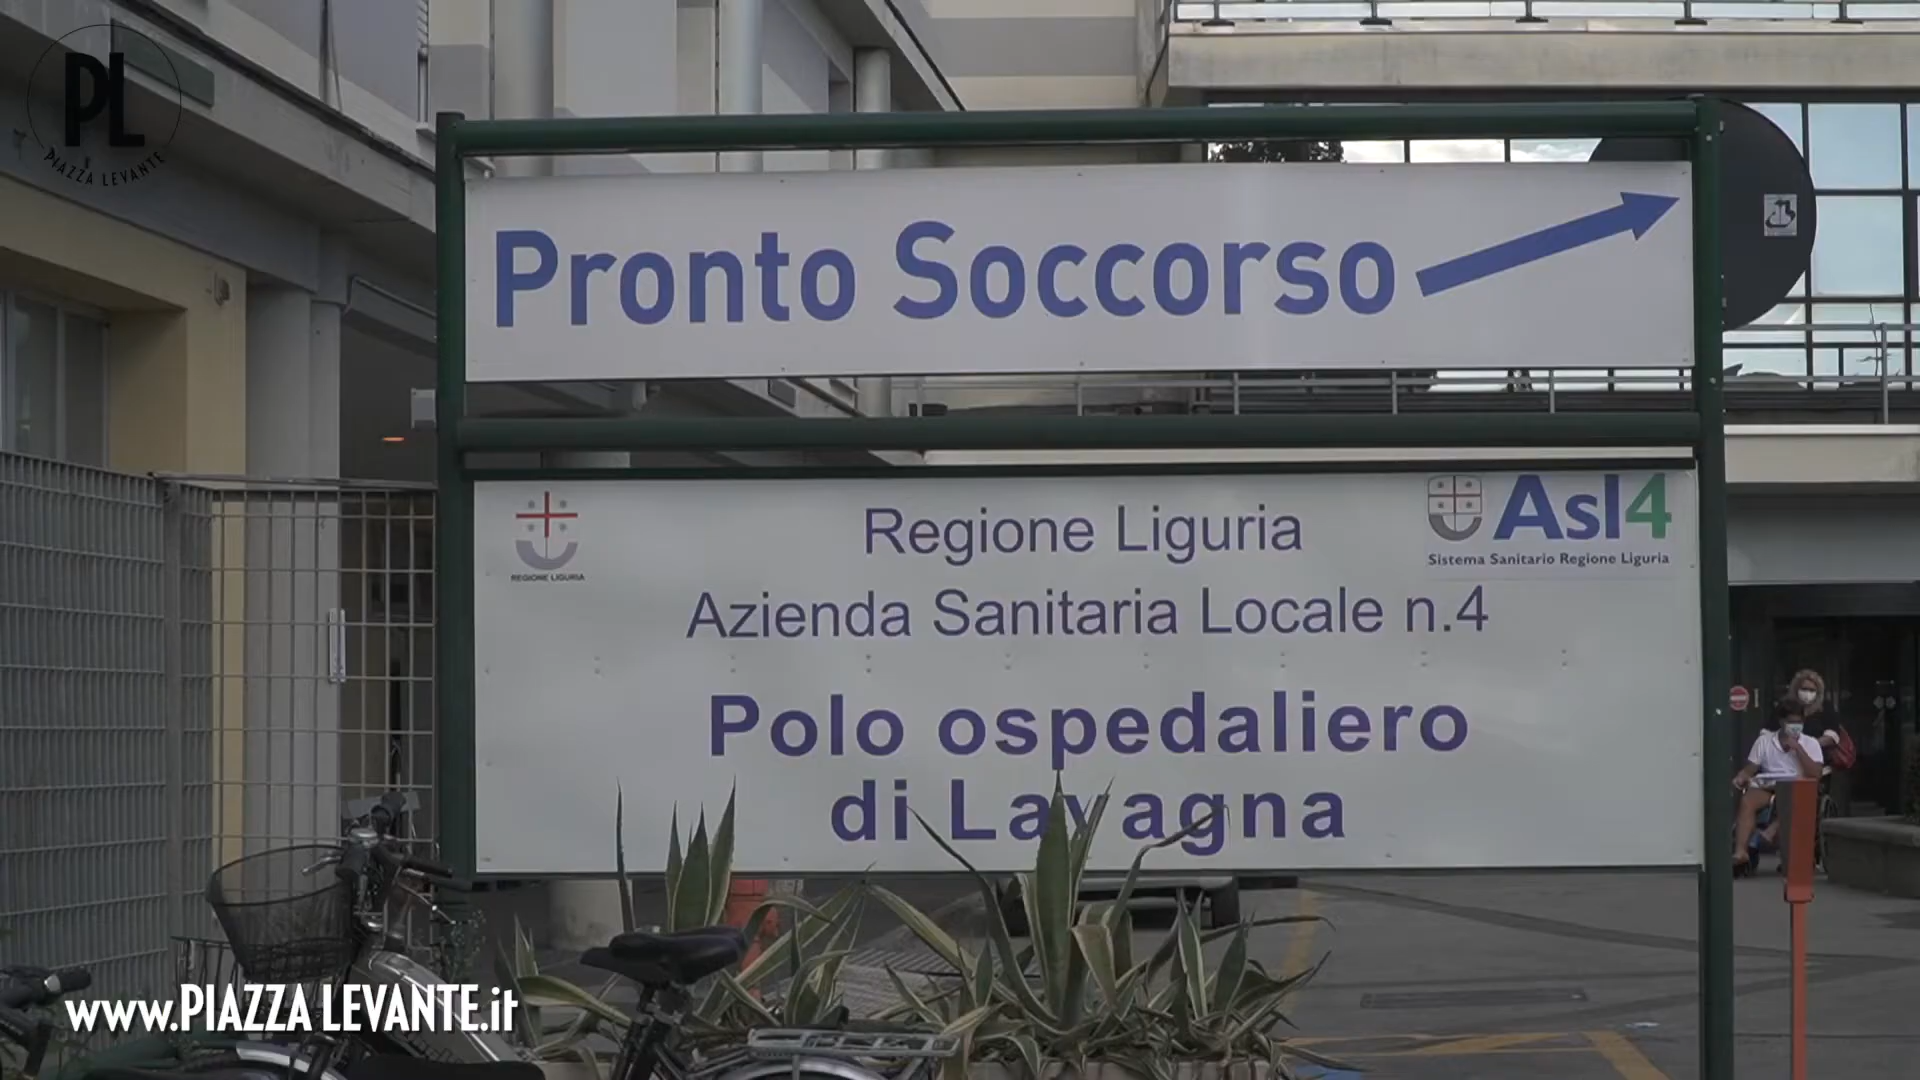 PL
PIAZZA LEVANTE
Pronto Soccorso
REGIONE LIGURIA
Regione Liguria
Asl4
Sistema Sanitario Regione Liguria
Azienda Sanitaria Locale n.4
Polo ospedaliero
di Lavagna
www.PIAZZA LEVANTE.it